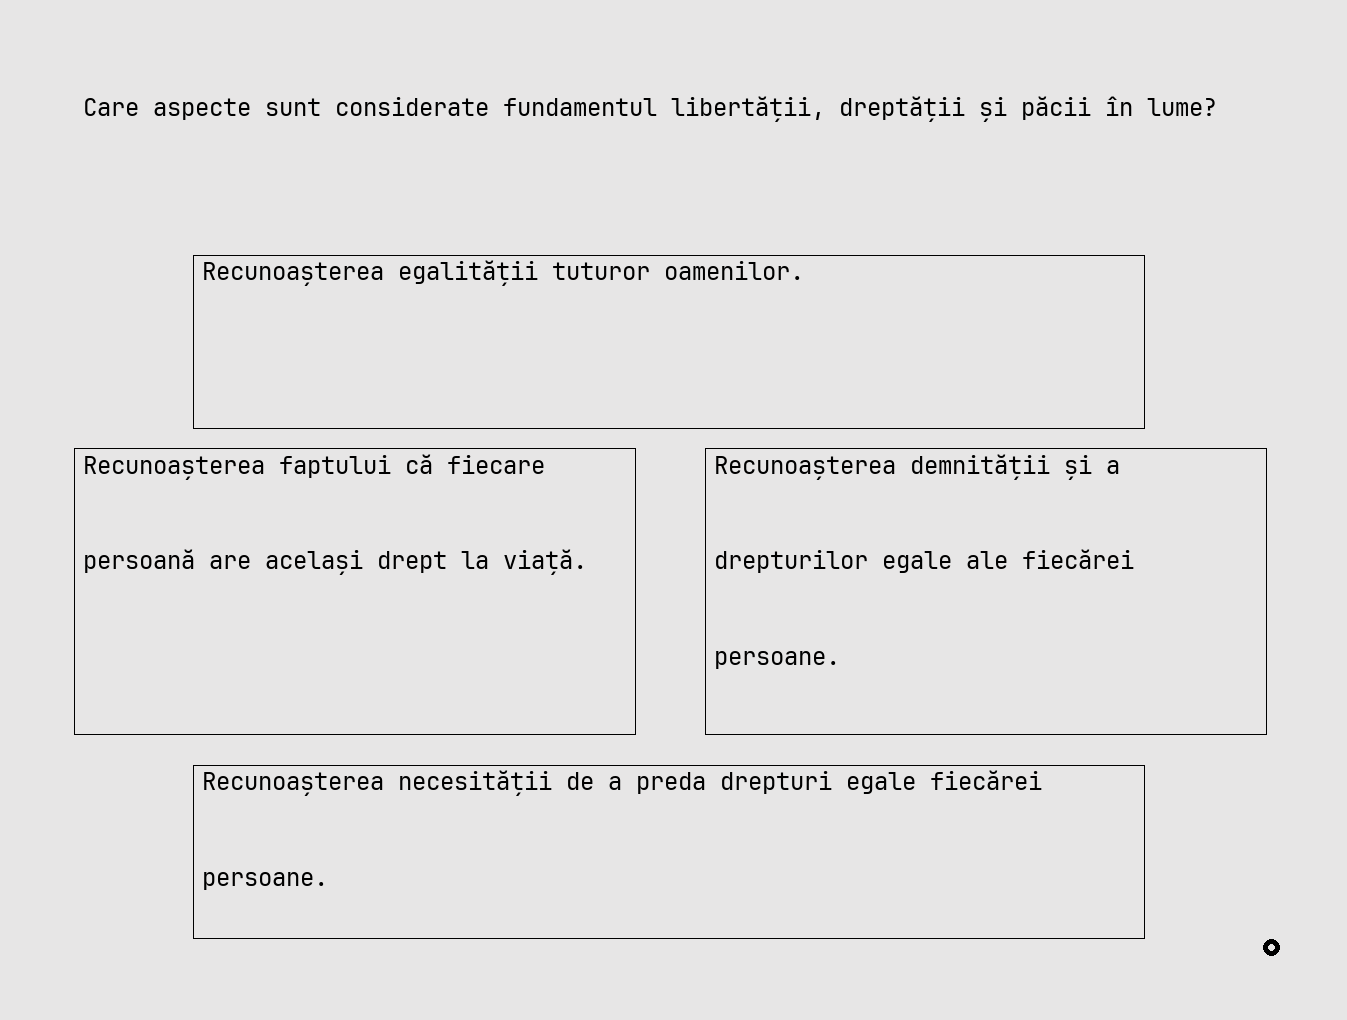 Care aspecte sunt considerate fundamentul libertății, dreptății și păcii în lume?
Recunoașterea egalității tuturor oamenilor.
Recunoașterea faptului că fiecare
persoană are același drept la viață.
Recunoașterea demnității și a
drepturilor egale ale fiecărei
persoane.
Recunoașterea necesității de a preda drepturi egale fiecărei
persoane.